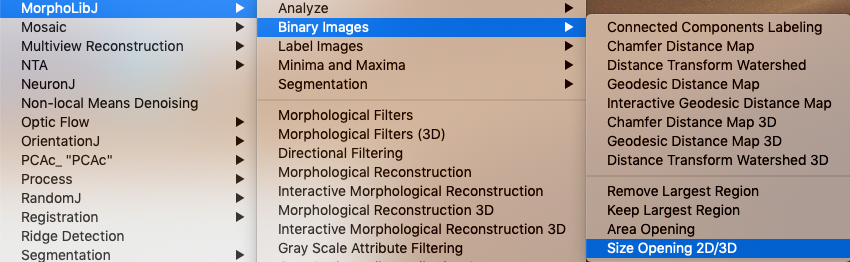 MorphoLibJ
Mosaic
Multiview Reconstruction
NTA
NeuronJ
Non-local Means Denoising
Optic Flow
OrientationJ
PCAc_ "PCAc"
Process
RandomJ
Registration
Ridge Detection
Segmentation
Analyze
Binary Images
Label Images
Minima and Maxima
Segmentation
Morphological Filters
Morphological Filters (3D)
Directional Filtering
Morphological Reconstruction
Interactive Morphological Reconstruction
Morphological Reconstruction 3D
Interactive Morphological Reconstruction 3D
Gray Scale Attribute Filtering
Connected Components Labeling
Chamfer Distance Map
Distance Transform Watershed
Geodesic Distance Map
Interactive Geodesic Distance Map
Chamfer Distance Map 3D
Geodesic Distance Map 3D
Distance Transform Watershed 3D
Remove Largest Region
Keep Largest Region
Area Opening
Size Opening 2D/3D